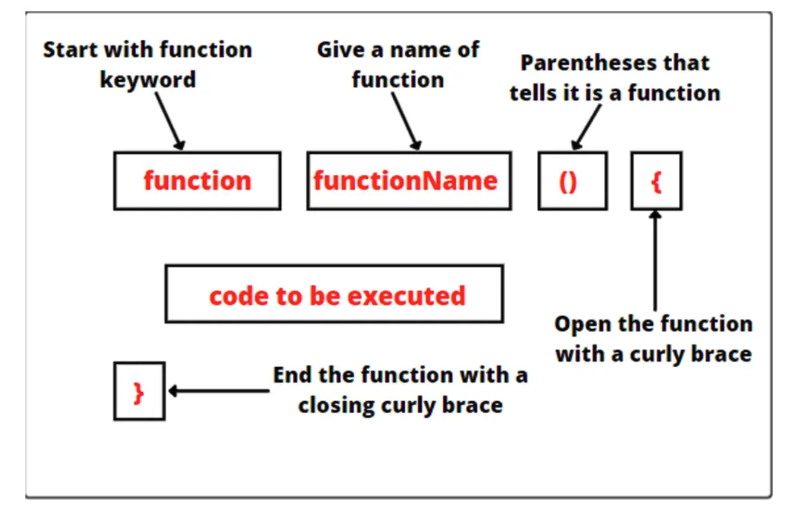 Start with function
keyword
Give a name of
function
Parentheses that
tells it is a function
function
functionName
()
{
code to be executed
Open the function
with a curly brace
}
End the function with a
closing curly brace